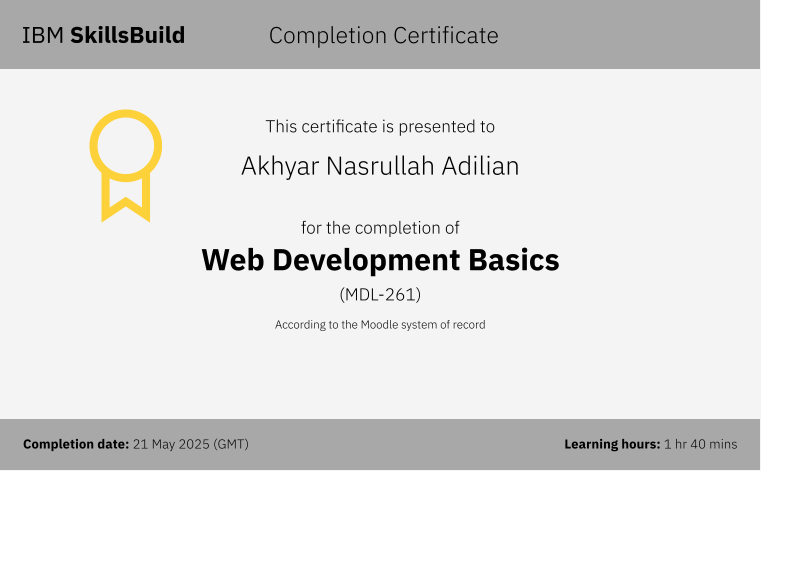 IBM SkillsBuild
Completion Certificate
This certificate is presented to
Akhyar Nasrullah Adilian
for the completion of
Web Development Basics
(MDL-261)
According to the Moodle system of record
Completion date: 21 May 2025 (GMT)
Learning hours: 1 hr 40 mins